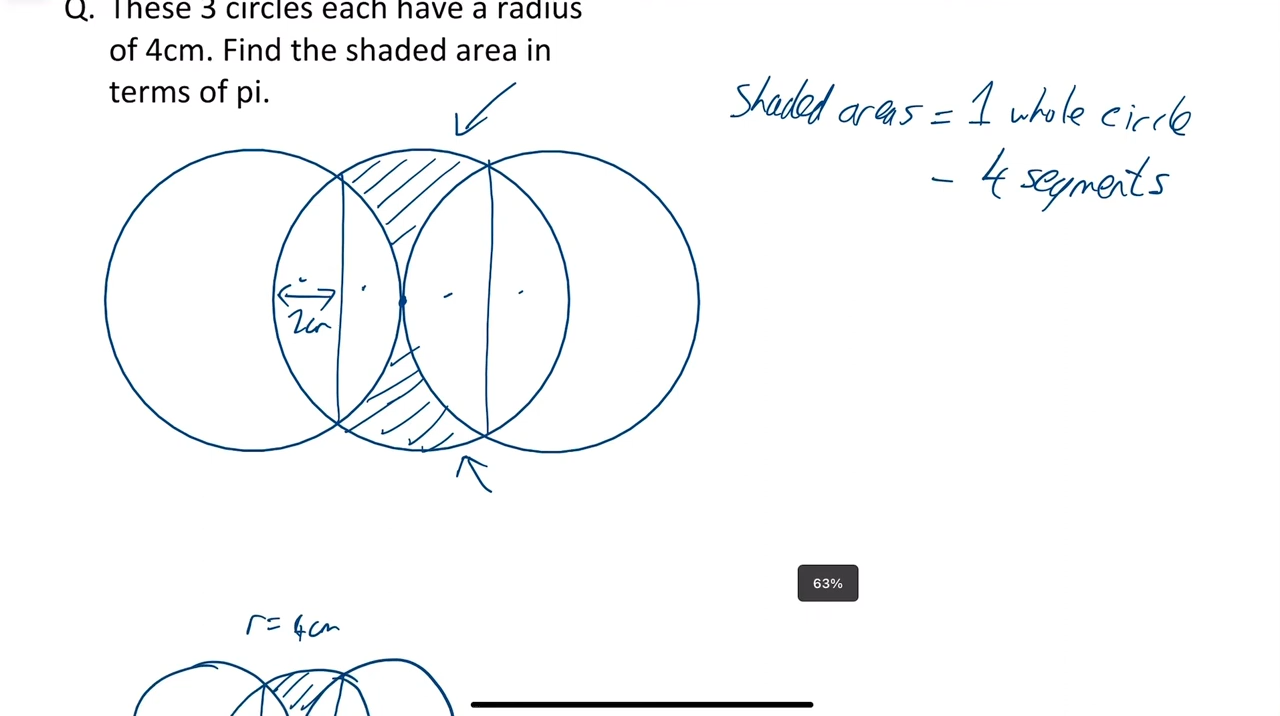 Q. These 3 circles each have a radius
of 4cm. Find the shaded area in
terms of pi.
Shaded areas = 1 whole circle
- 4 segments
2cm
63%
r = 4cm